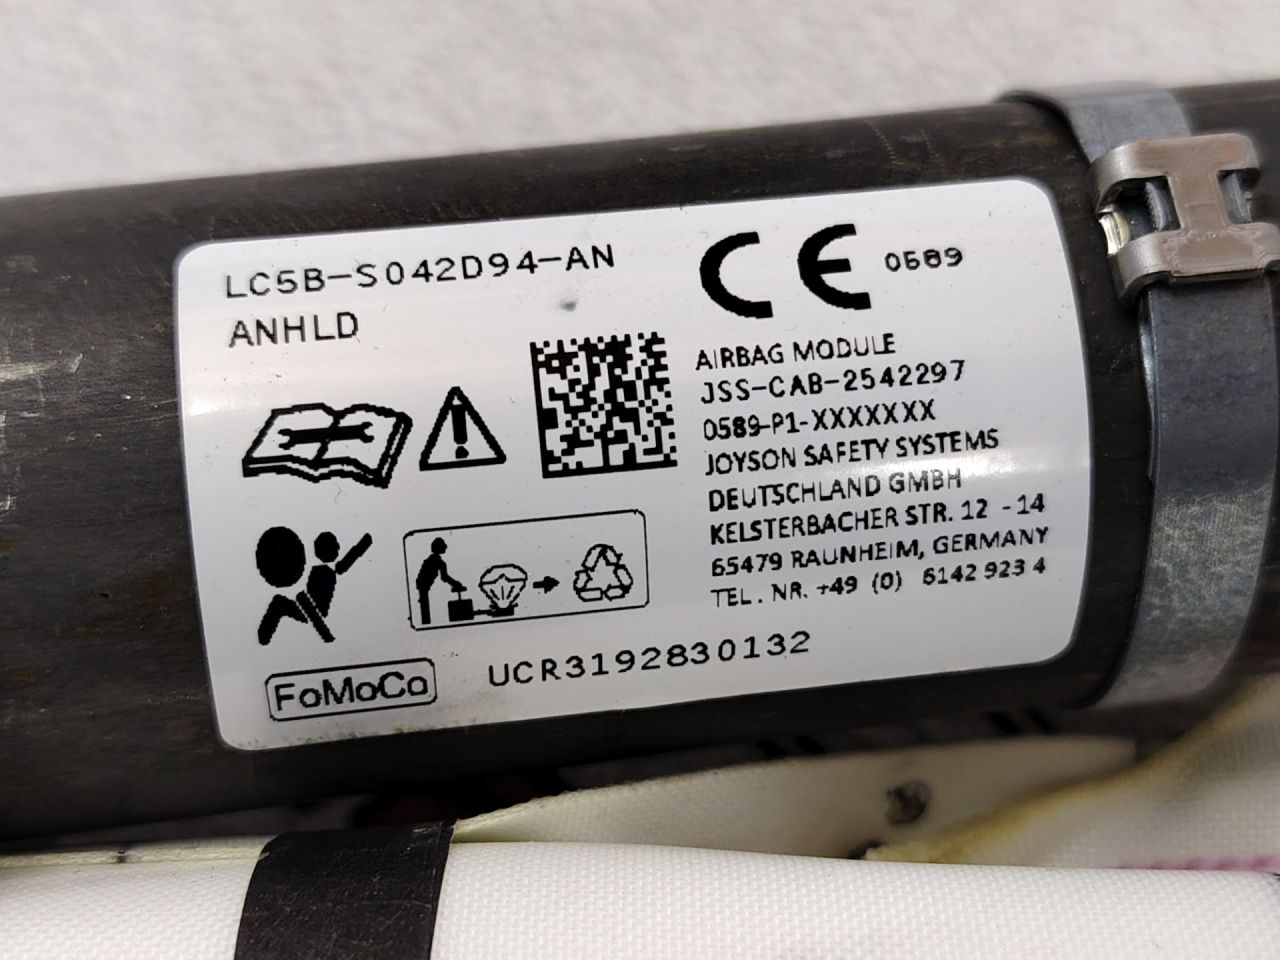 LC5B-S042D94-AN
ANHLD
CE 0589
AIRBAG MODULE
JSS-CAB-2542297
0589-P1-XXXXXXX
JOYSON SAFETY SYSTEMS
DEUTSCHLAND GMBH
KELSTERBACHER STR. 12 - 14
65479 RAUNHEIM, GERMANY
TEL. NR. +49 (0) 6142 923 4
FoMoCo
UCR3192830132